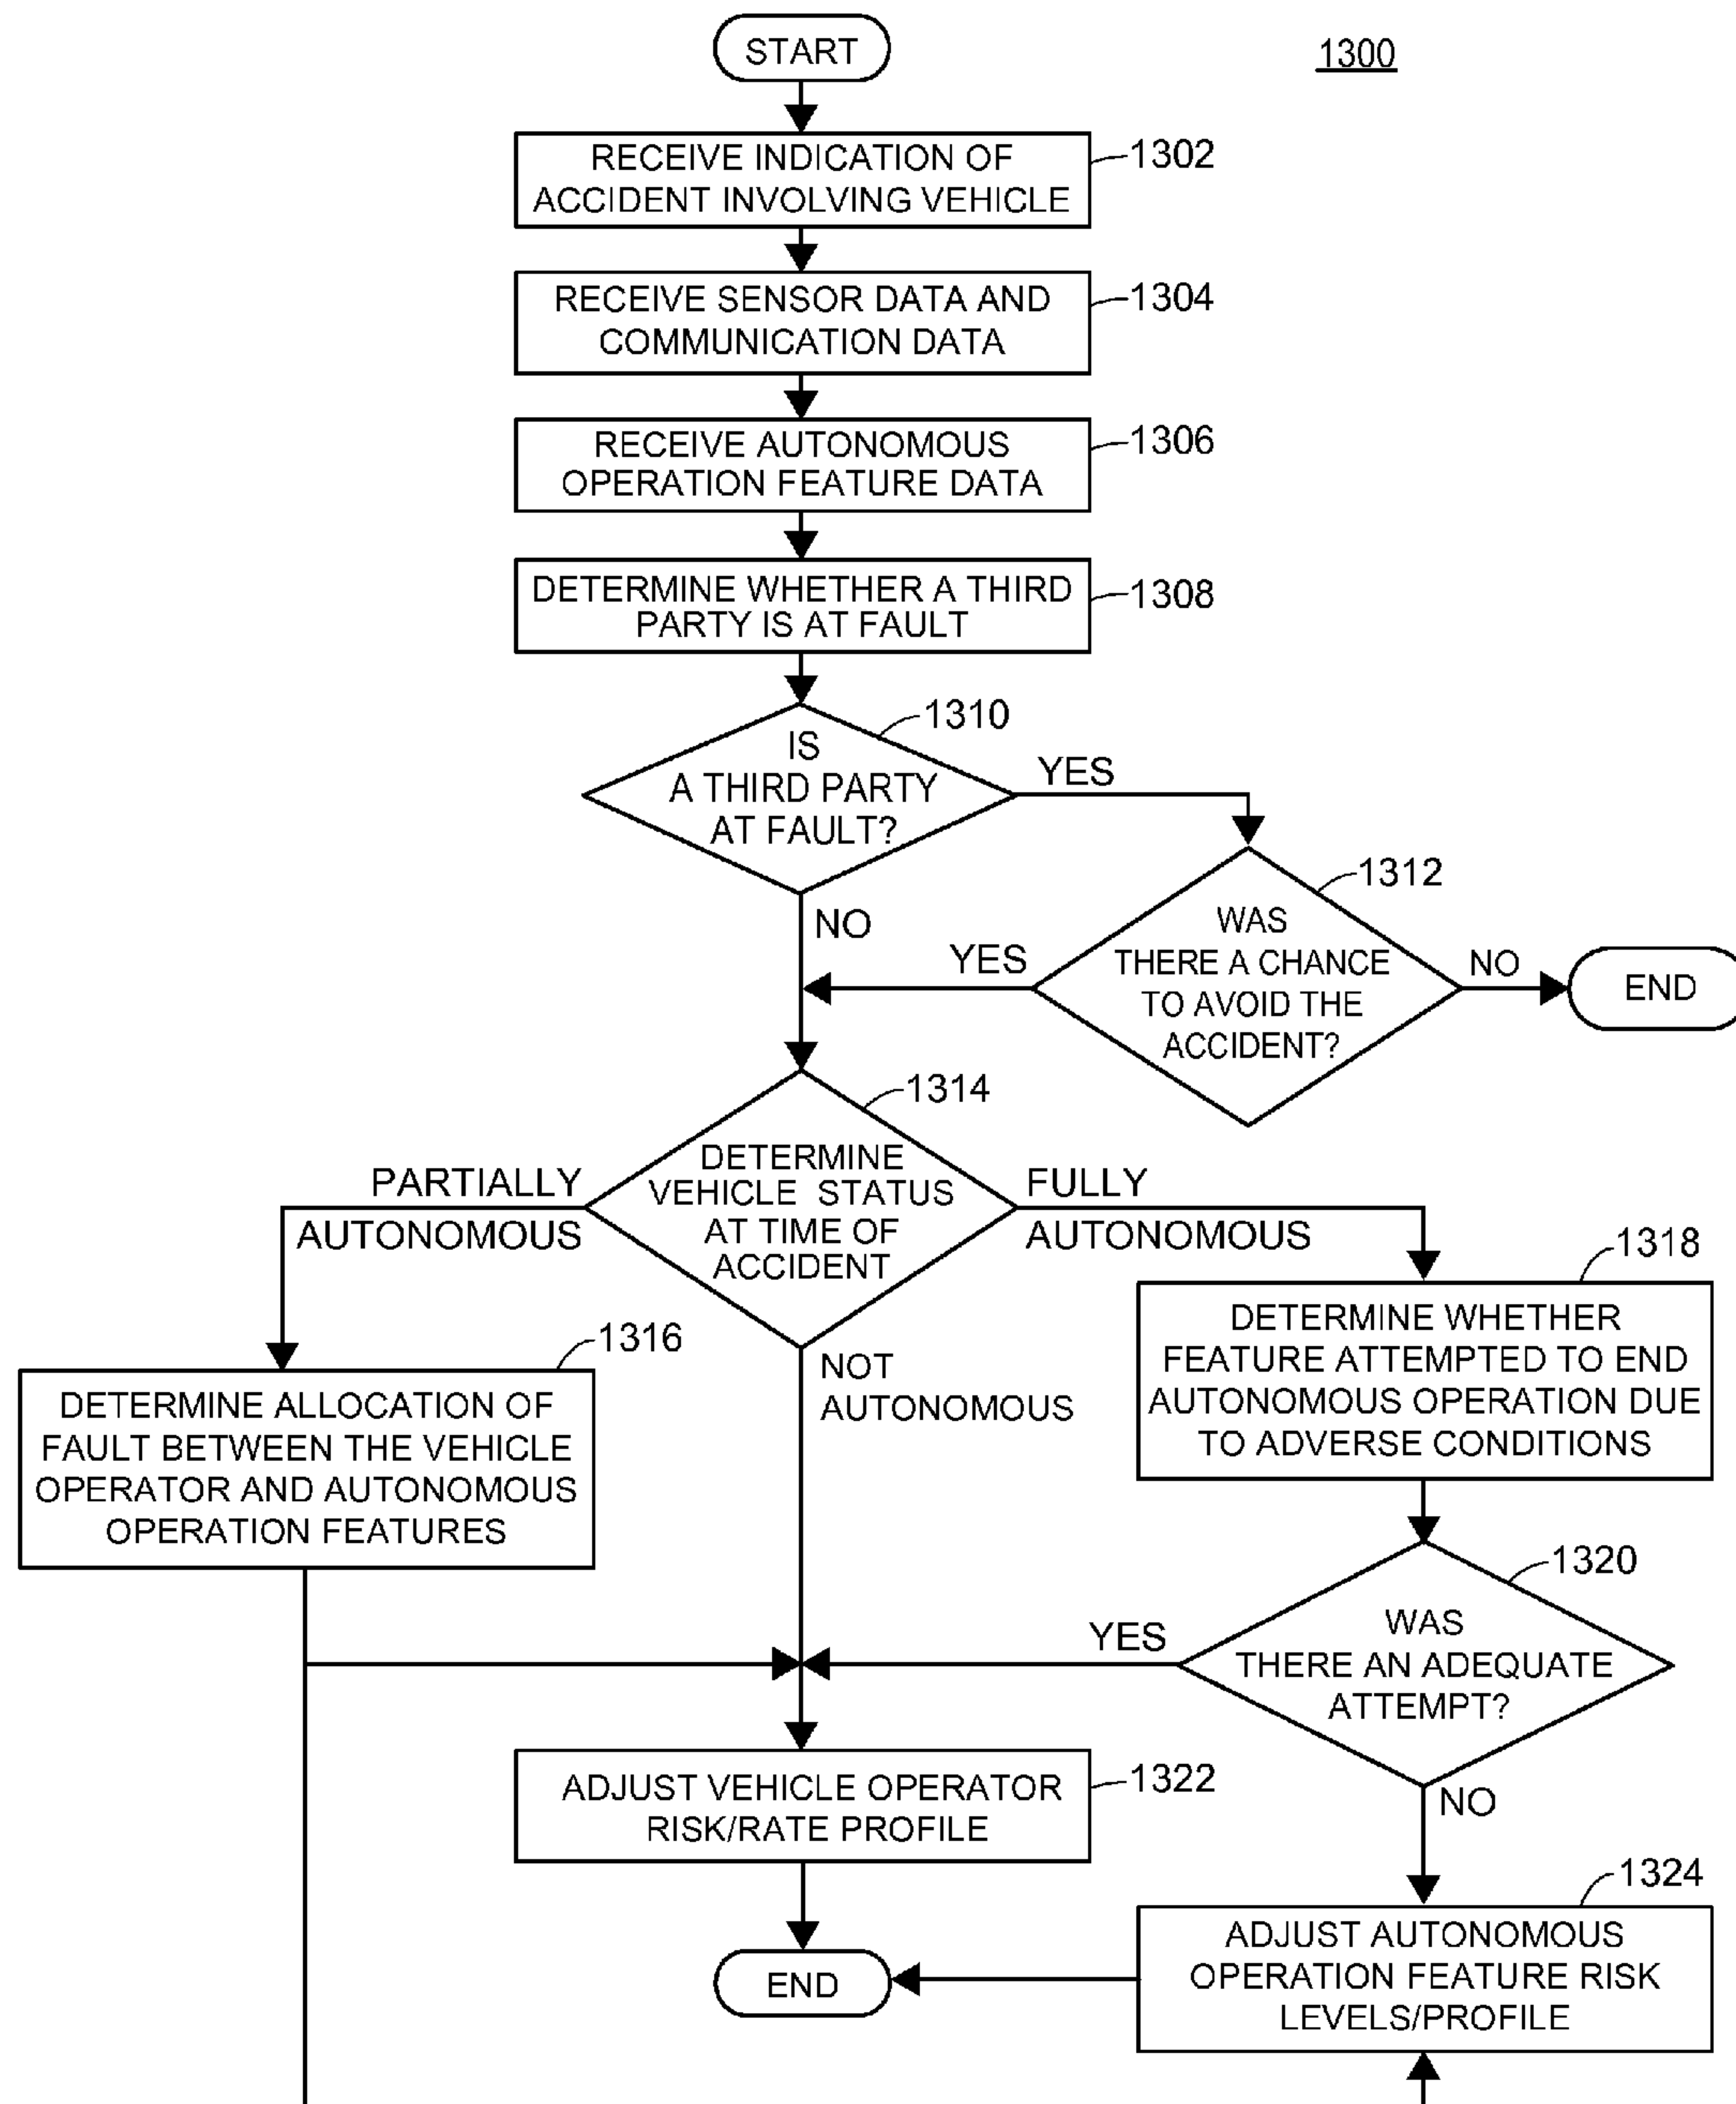 START
1300
RECEIVE INDICATION OF
ACCIDENT INVOLVING VEHICLE
1302
RECEIVE SENSOR DATA AND
COMMUNICATION DATA
1304
RECEIVE AUTONOMOUS
OPERATION FEATURE DATA
1306
DETERMINE WHETHER A THIRD
PARTY IS AT FAULT
1308
1310
IS
A THIRD PARTY
AT FAULT?
YES
NO
1312
WAS
THERE A CHANCE
TO AVOID THE
ACCIDENT?
YES
NO
END
1314
DETERMINE
VEHICLE STATUS
AT TIME OF
ACCIDENT
PARTIALLY
AUTONOMOUS
FULLY
AUTONOMOUS
NOT
AUTONOMOUS
1316
DETERMINE ALLOCATION OF
FAULT BETWEEN THE VEHICLE
OPERATOR AND AUTONOMOUS
OPERATION FEATURES
1318
DETERMINE WHETHER
FEATURE ATTEMPTED TO END
AUTONOMOUS OPERATION DUE
TO ADVERSE CONDITIONS
1320
WAS
THERE AN ADEQUATE
ATTEMPT?
YES
NO
ADJUST VEHICLE OPERATOR
RISK/RATE PROFILE
1322
1324
ADJUST AUTONOMOUS
OPERATION FEATURE RISK
LEVELS/PROFILE
END